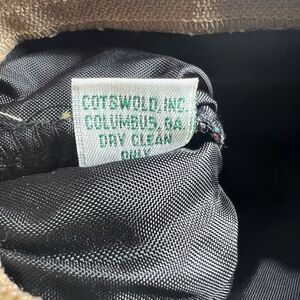 COTSWOLD, INC.
COLUMBUS, GA.
DRY CLEAN
ONLY